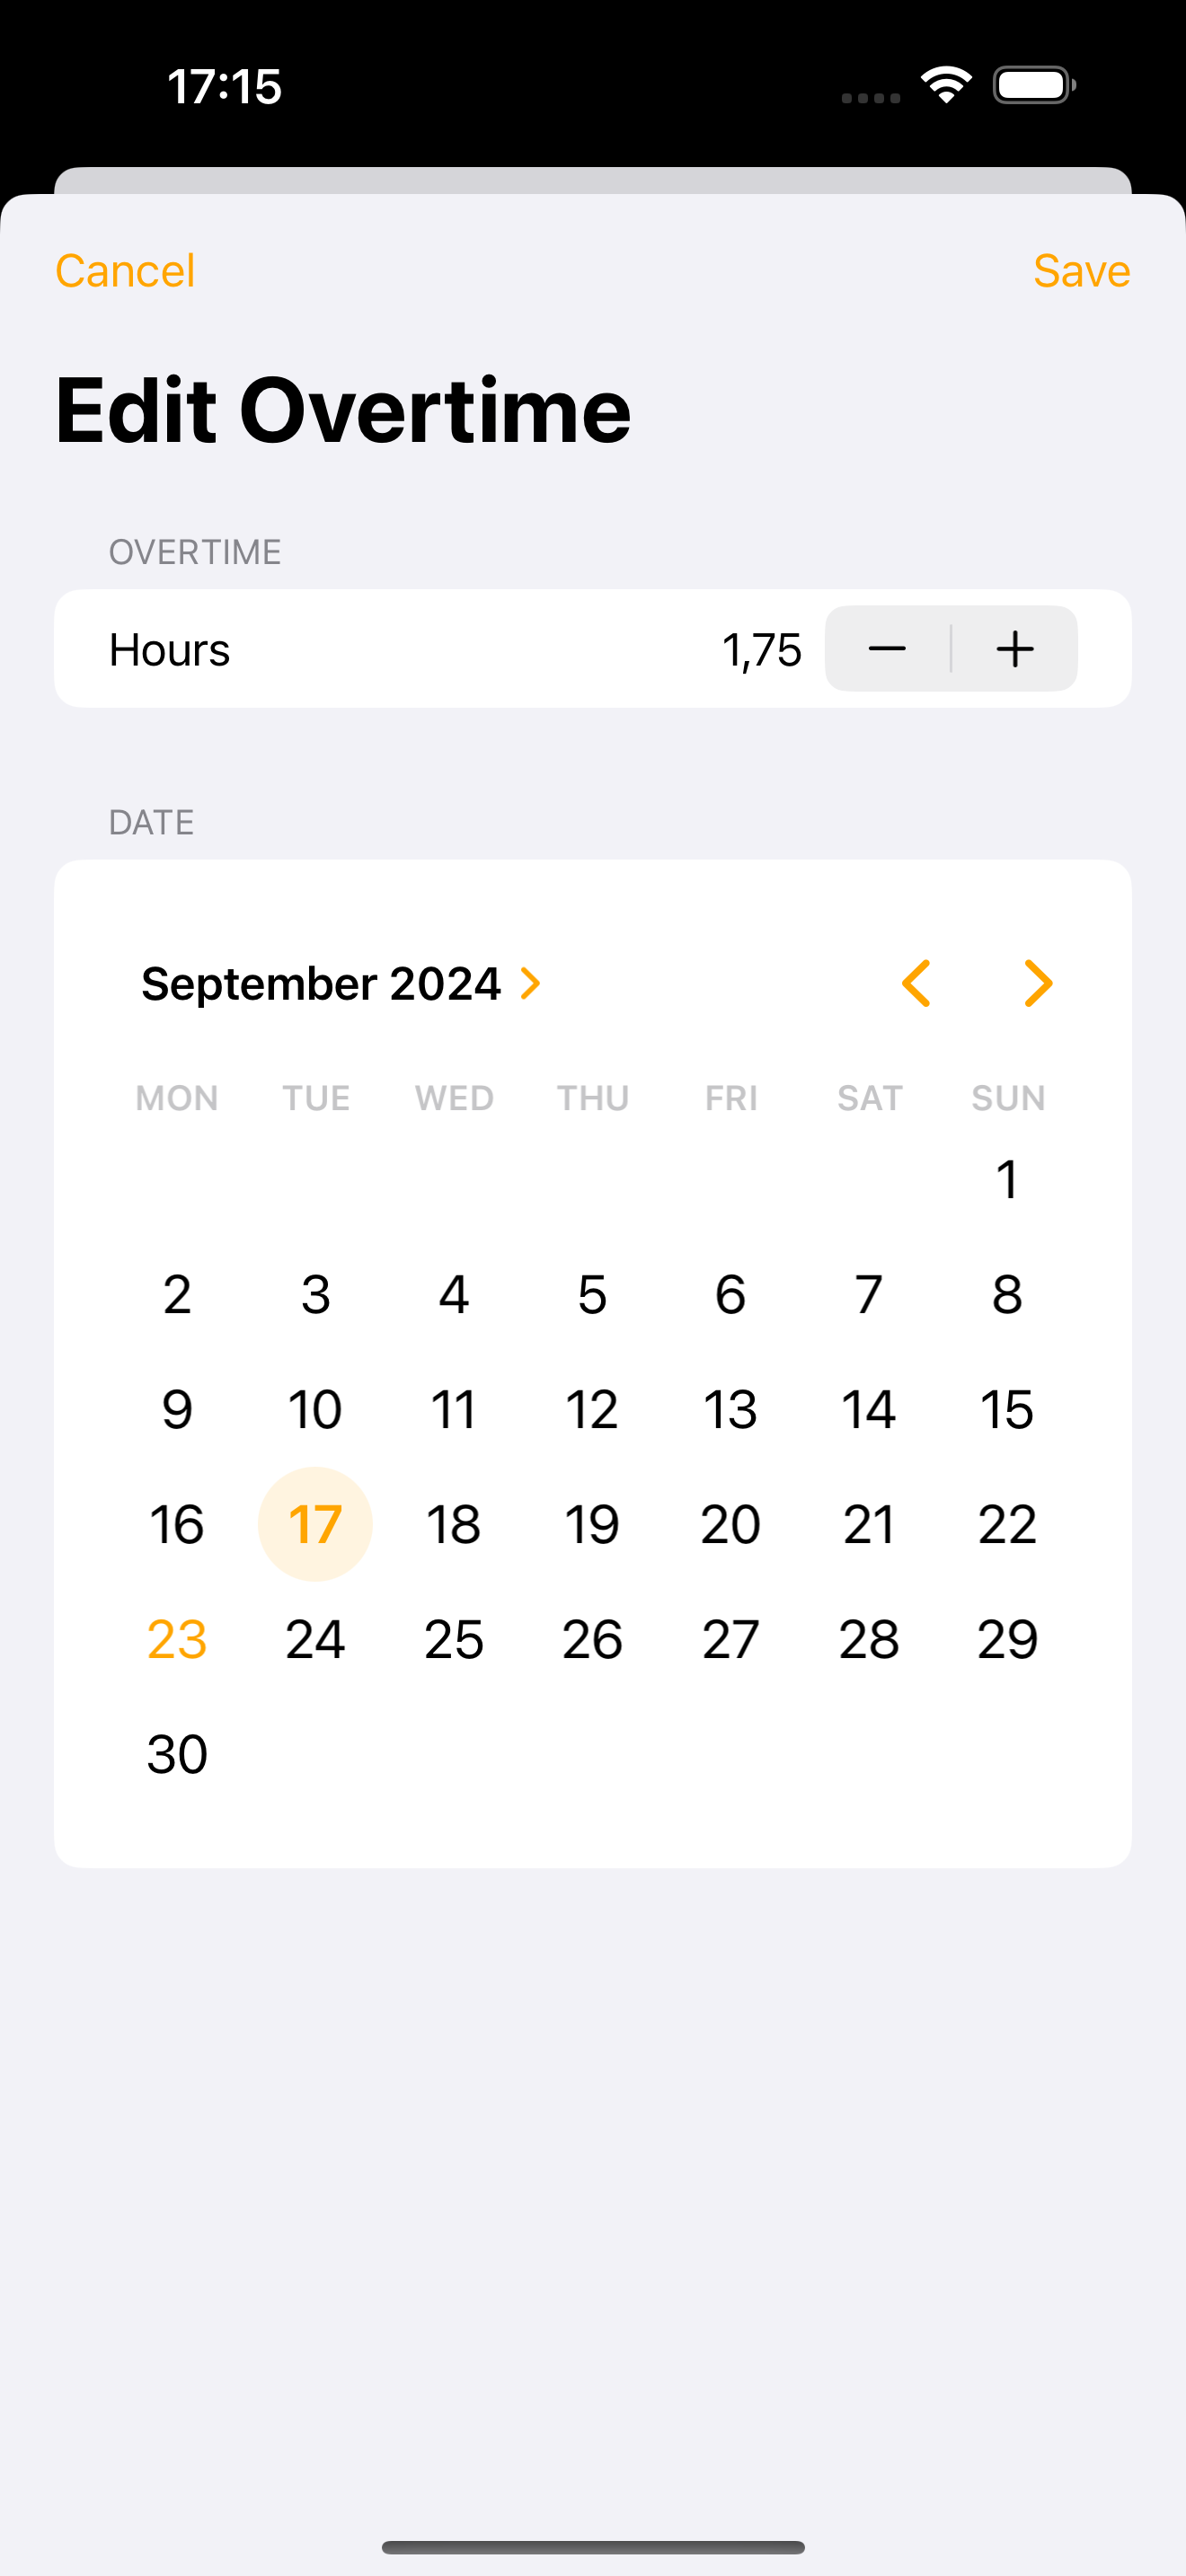 17:15
Cancel Save
Edit Overtime
OVERTIME
Hours 1,75 − +
DATE
September 2024
MON TUE WED THU FRI SAT SUN
1
2 3 4 5 6 7 8
9 10 11 12 13 14 15
16 17 18 19 20 21 22
23 24 25 26 27 28 29
30